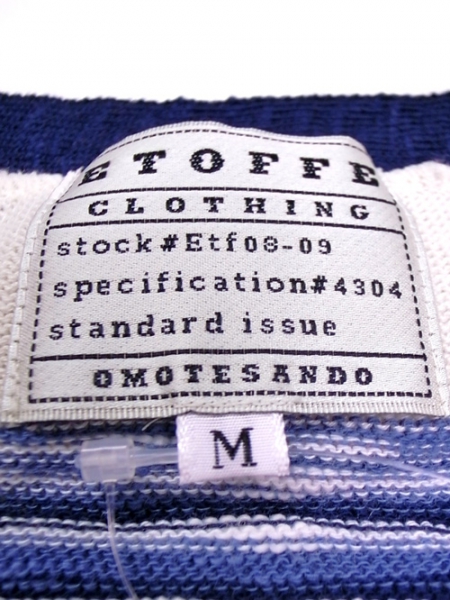 ETOFFE
CLOTHING
stock#Etf08-09
specification#4304
standard issue
OMOTESANDO
M